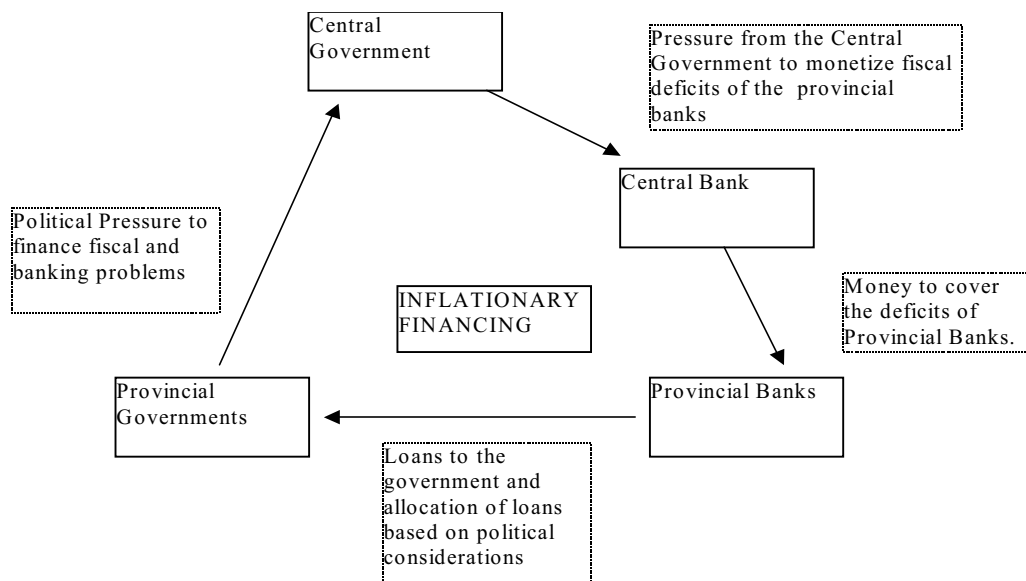 Central
Government
Pressure from the Central
Government to monetize fiscal
deficits of the provincial
banks
Central Bank
Political Pressure to
finance fiscal and
banking problems
INFLATIONARY
FINANCING
Money to cover
the deficits of
Provincial Banks.
Provincial
Governments
Provincial Banks
Loans to the
government and
allocation of loans
based on political
considerations